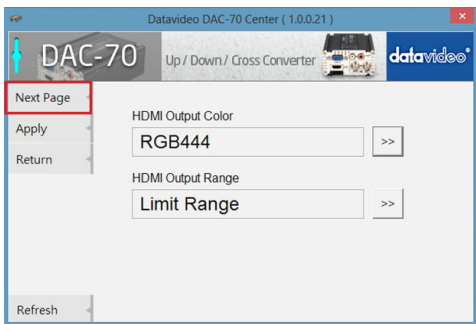 Datavideo DAC-70 Center ( 1.0.0.21 )
DAC-70
Up / Down / Cross Converter
datavideo
Next Page
Apply
Return
HDMI Output Color
RGB444
>>
HDMI Output Range
Limit Range
>>
Refresh